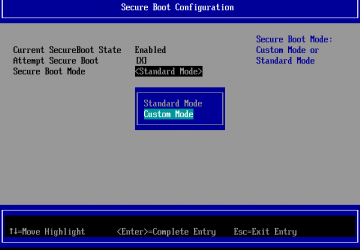 Secure Boot Configuration
Current SecureBoot State Enabled
Attempt Secure Boot [X]
Secure Boot Mode <Standard Mode>
Secure Boot Mode:
Custom Mode or
Standard Mode
Standard Mode
Custom Mode
↑↓=Move Highlight <Enter>=Complete Entry Esc=Exit Entry